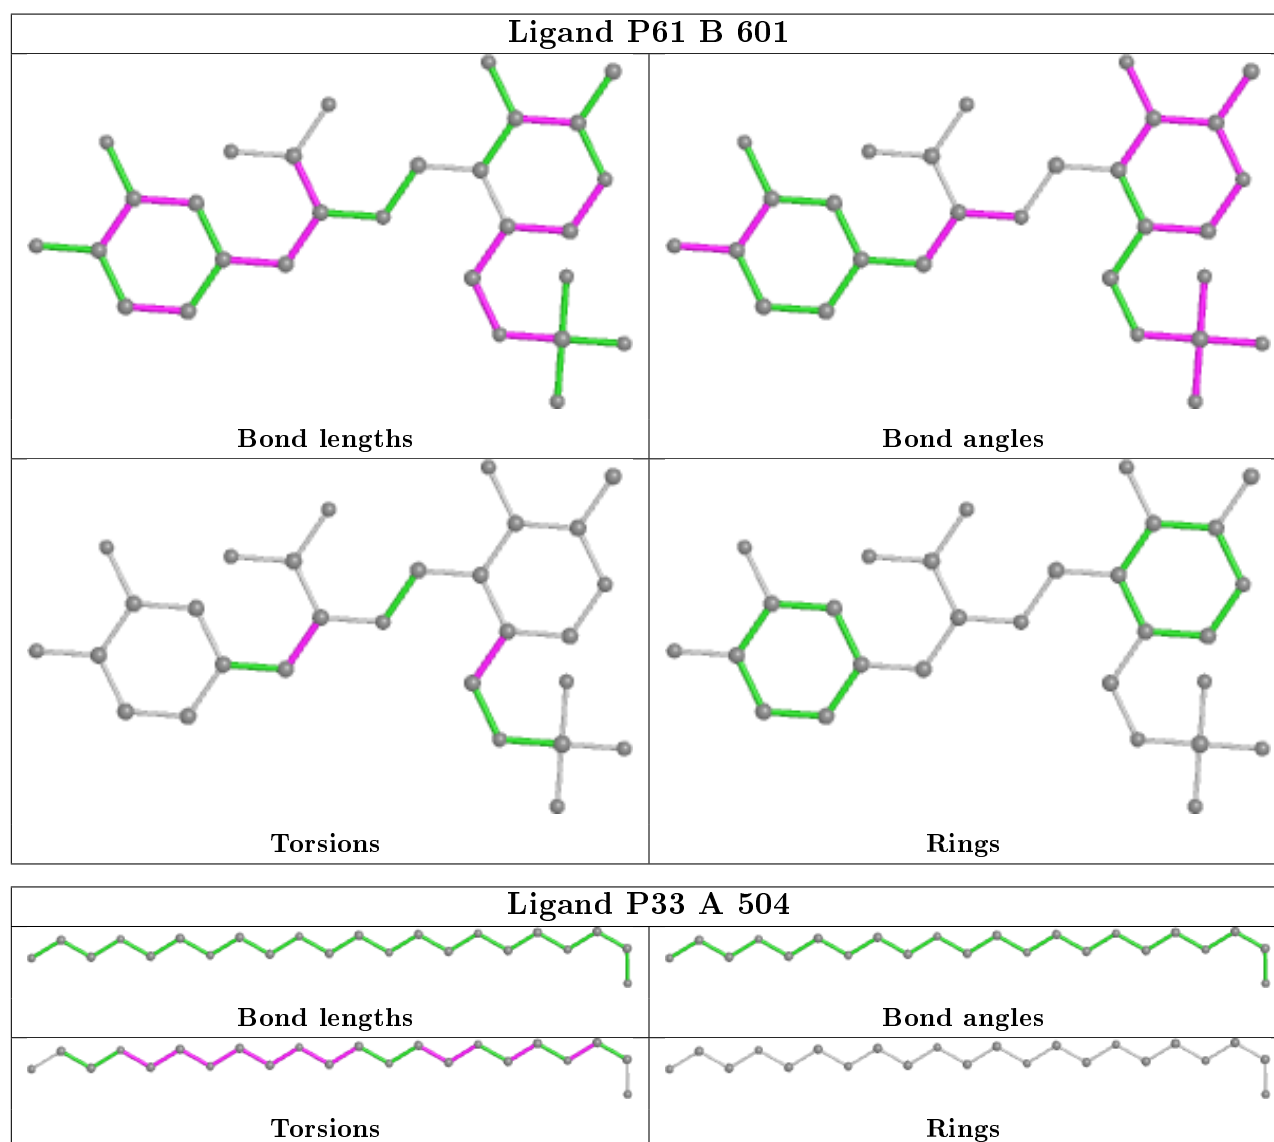 Ligand P61 B 601
Bond lengths
Bond angles
Torsions
Rings
Ligand P33 A 504
Bond lengths
Bond angles
Torsions
Rings